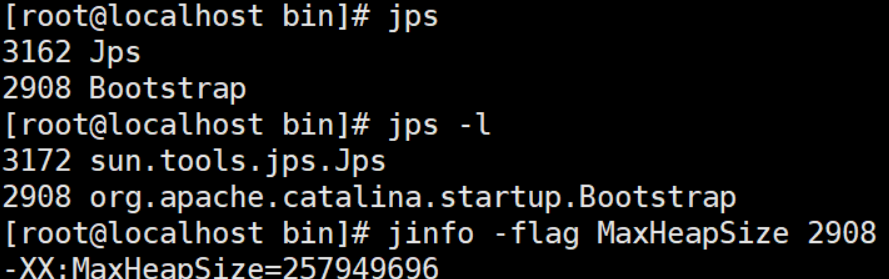 [root@localhost bin]# jps
3162 Jps
2908 Bootstrap
[root@localhost bin]# jps -l
3172 sun.tools.jps.Jps
2908 org.apache.catalina.startup.Bootstrap
[root@localhost bin]# jinfo -flag MaxHeapSize 2908
-XX:MaxHeapSize=257949696